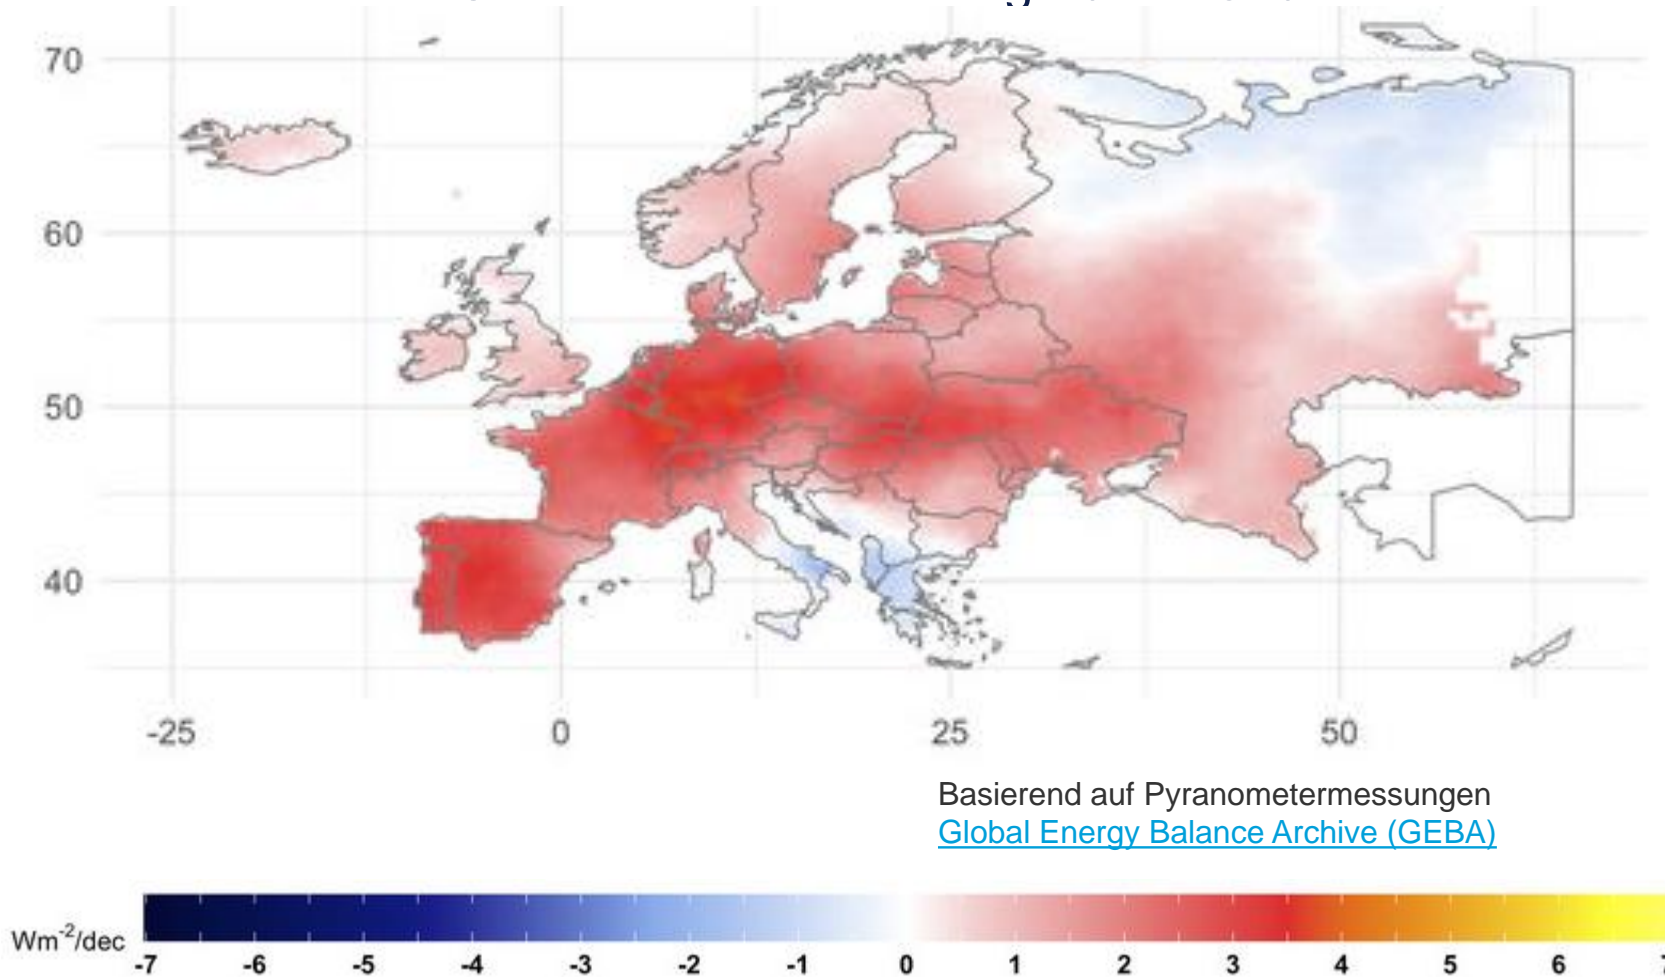 70
60
50
40
-25 0 25 50
Basierend auf Pyranometermessungen
Global Energy Balance Archive (GEBA)
Wm-2/dec
-7 -6 -5 -4 -3 -2 -1 0 1 2 3 4 5 6